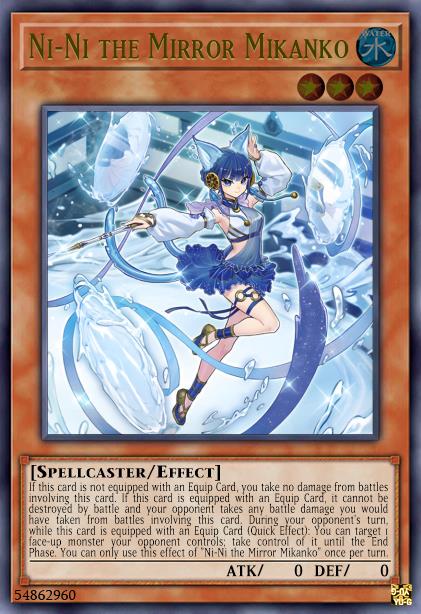 Ni-Ni the Mirror Mikanko
WATER
水
[Spellcaster/Effect]
If this card is not equipped with an Equip Card, you take no damage from battles
involving this card. If this card is equipped with an Equip Card, it cannot be
destroyed by battle and your opponent takes any battle damage you would
have taken from battles involving this card. During your opponent's turn,
while this card is equipped with an Equip Card (Quick Effect): You can target 1
face-up monster your opponent controls; take control of it until the End
Phase. You can only use this effect of "Ni-Ni the Mirror Mikanko" once per turn.
ATK/ 0 DEF/ 0
54862960